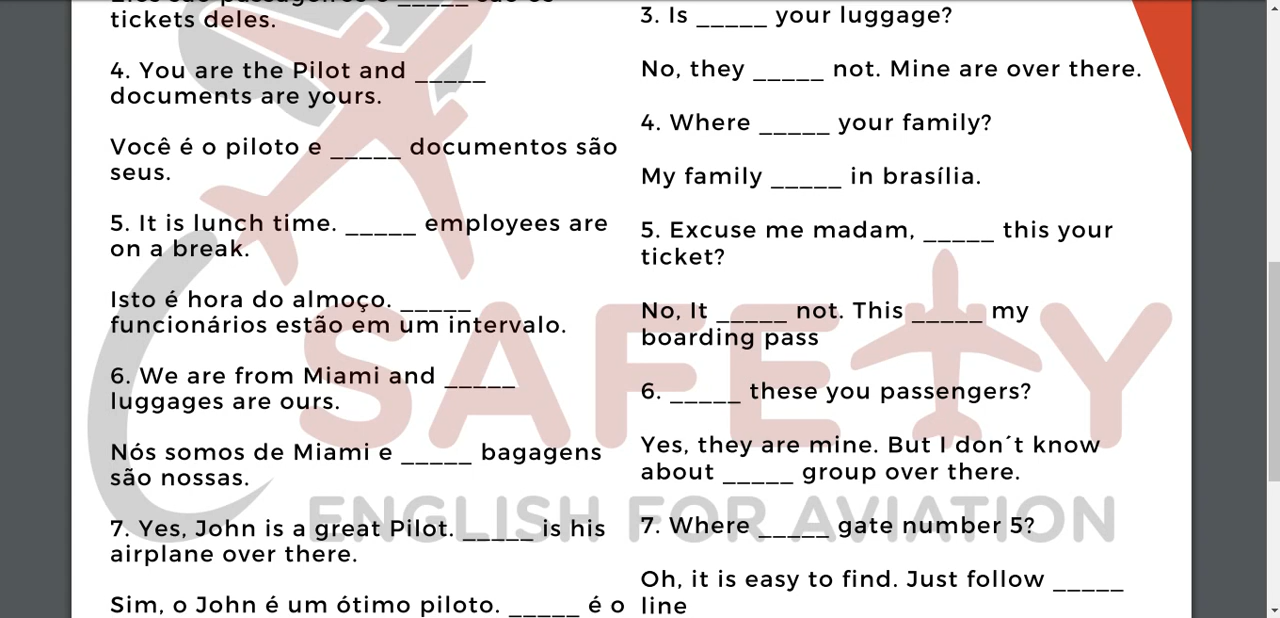 tickets deles.
4. You are the Pilot and _____
documents are yours.
Você é o piloto e _____ documentos são
seus.
5. It is lunch time. _____ employees are
on a break.
Isto é hora do almoço. _____
funcionários estão em um intervalo.
6. We are from Miami and _____
luggages are ours.
Nós somos de Miami e _____ bagagens
são nossas.
7. Yes, John is a great Pilot. _____ is his
airplane over there.
Sim, o John é um ótimo piloto. _____ é o
3. Is _____ your luggage?
No, they _____ not. Mine are over there.
4. Where _____ your family?
My family _____ in brasília.
5. Excuse me madam, _____ this your
ticket?
No, It _____ not. This _____ my
boarding pass
6. _____ these you passengers?
Yes, they are mine. But I don´t know
about _____ group over there.
7. Where _____ gate number 5?
Oh, it is easy to find. Just follow _____
line
SAFETY
ENGLISH FOR AVIATION